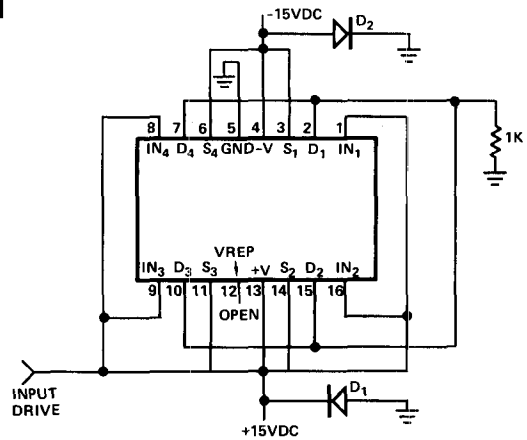 -15VDC
D2
8 7 6 5 4 3 2 1
IN4 D4 S4 GND -V S1 D1 IN1
1K
VREP
IN3 D3 S3 +V S2 D2 IN2
9 10 11 12 13 14 15 16
OPEN
INPUT
DRIVE
D1
+15VDC